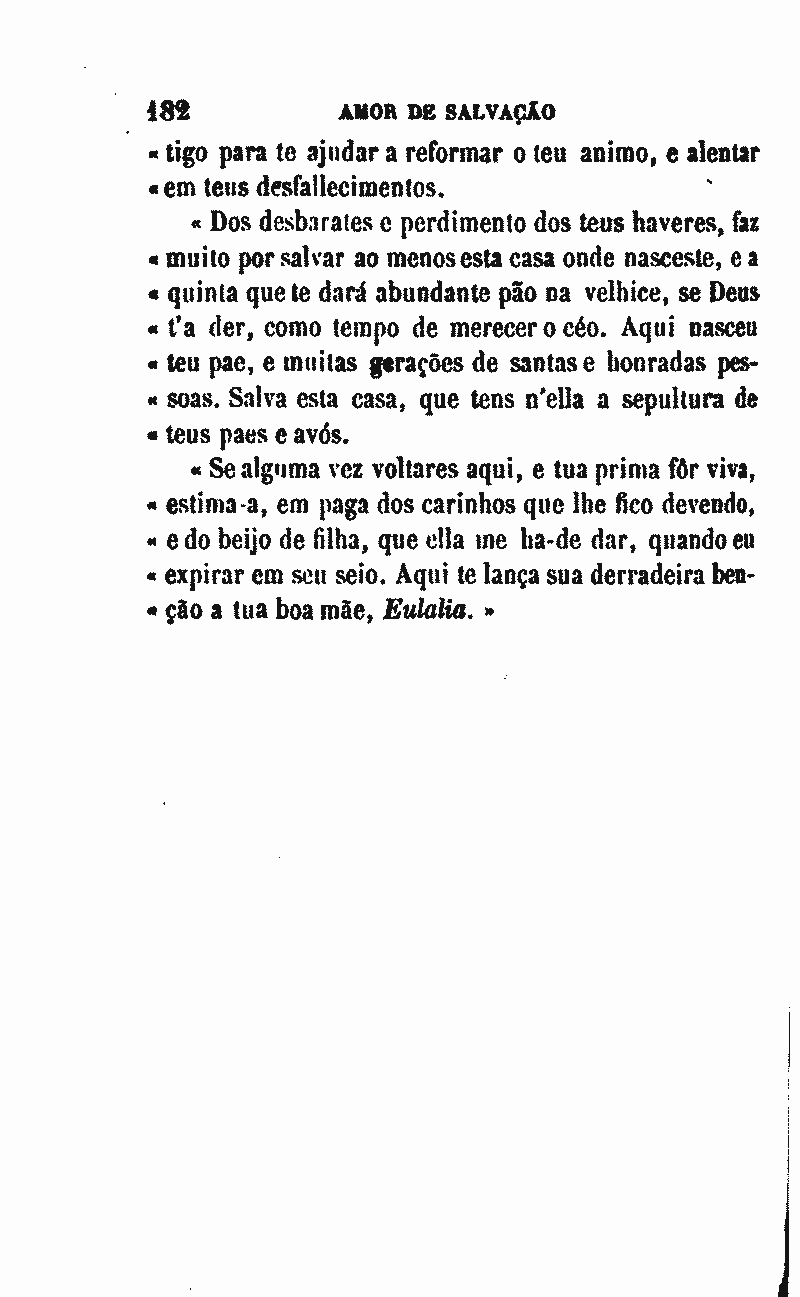 182 AMOR DE SALVAÇÃO
« tigo para te ajudar a reformar o teu animo, e alentar
« em teus desfallecimentos.
« Dos desbarates e perdimento dos teus haveres, faz
« muito por salvar ao menos esta casa onde nasceste, e a
« quinta que te dará abundante pão na velhice, se Deus
« t'a der, como tempo de merecer o céo. Aqui nasceu
« teu pae, e muitas gerações de santas e honradas pes-
« soas. Salva esta casa, que tens n'ella a sepultura de
« teus paes e avós.
« Se alguma vez voltares aqui, e tua prima fôr viva,
« estima-a, em paga dos carinhos que lhe fico devendo,
« e do beijo de filha, que ella me ha-de dar, quando eu
« expirar em seu seio. Aqui te lança sua derradeira ben-
« ção a tua boa mãe, Eulalia. »